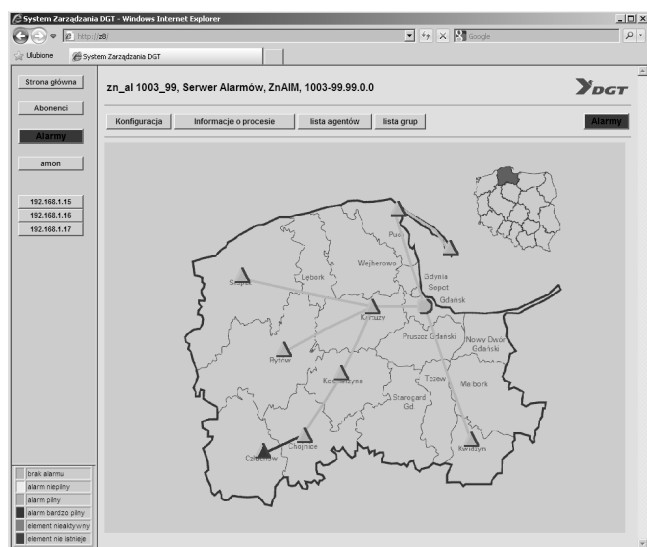 System Zarządzania DGT - Windows Internet Explorer
http://z8/
Google
Ulubione
System Zarządzania DGT
Strona główna
Abonenci
Alarmy
amon
192.168.1.15
192.168.1.16
192.168.1.17
zn_al 1003_99, Serwer Alarmów, ZnAIM, 1003-99.99.0.0
DGT
Konfiguracja
Informacje o procesie
lista agentów
lista grup
Alarmy
Puc
Wejherowo
Gdynia
Sopot
Lębork
Słupsk
Gdańsk
Kartuzy
Pruszcz Gdański
Nowy Dwór
Gdański
Bytów
Kościerzyna
Tczew
Malbork
Starogard
Gd.
Chojnice
Kwidzyn
Człuchów
brak alarmu
alarm niepilny
alarm pilny
alarm bardzo pilny
element nieaktywny
element nie istnieje